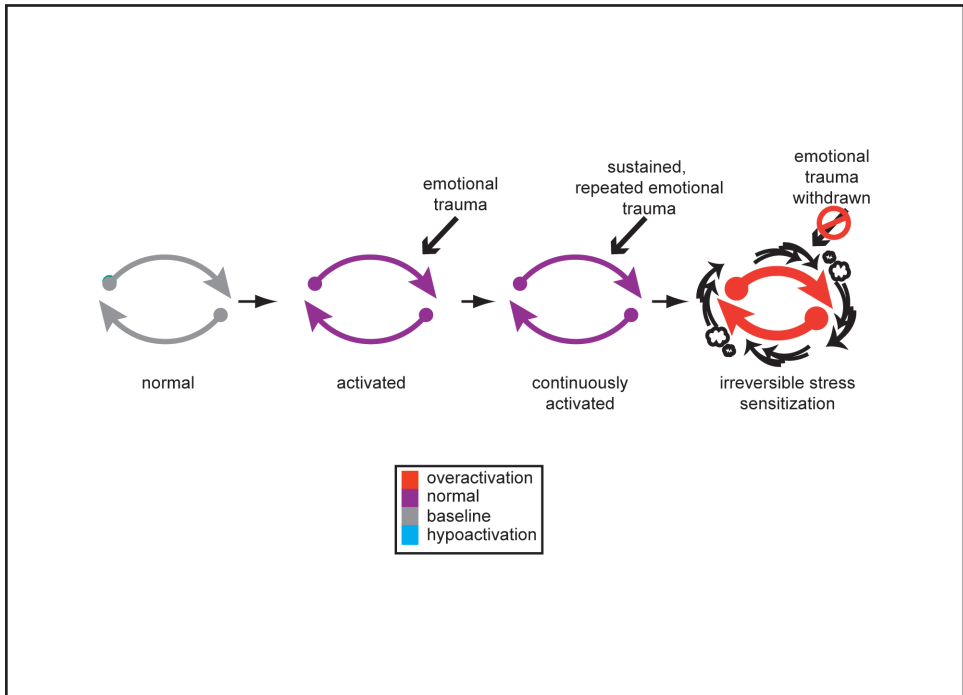 emotional
trauma
sustained,
repeated emotional
trauma
emotional
trauma
withdrawn
normal
activated
continuously
activated
irreversible stress
sensitization
overactivation
normal
baseline
hypoactivation